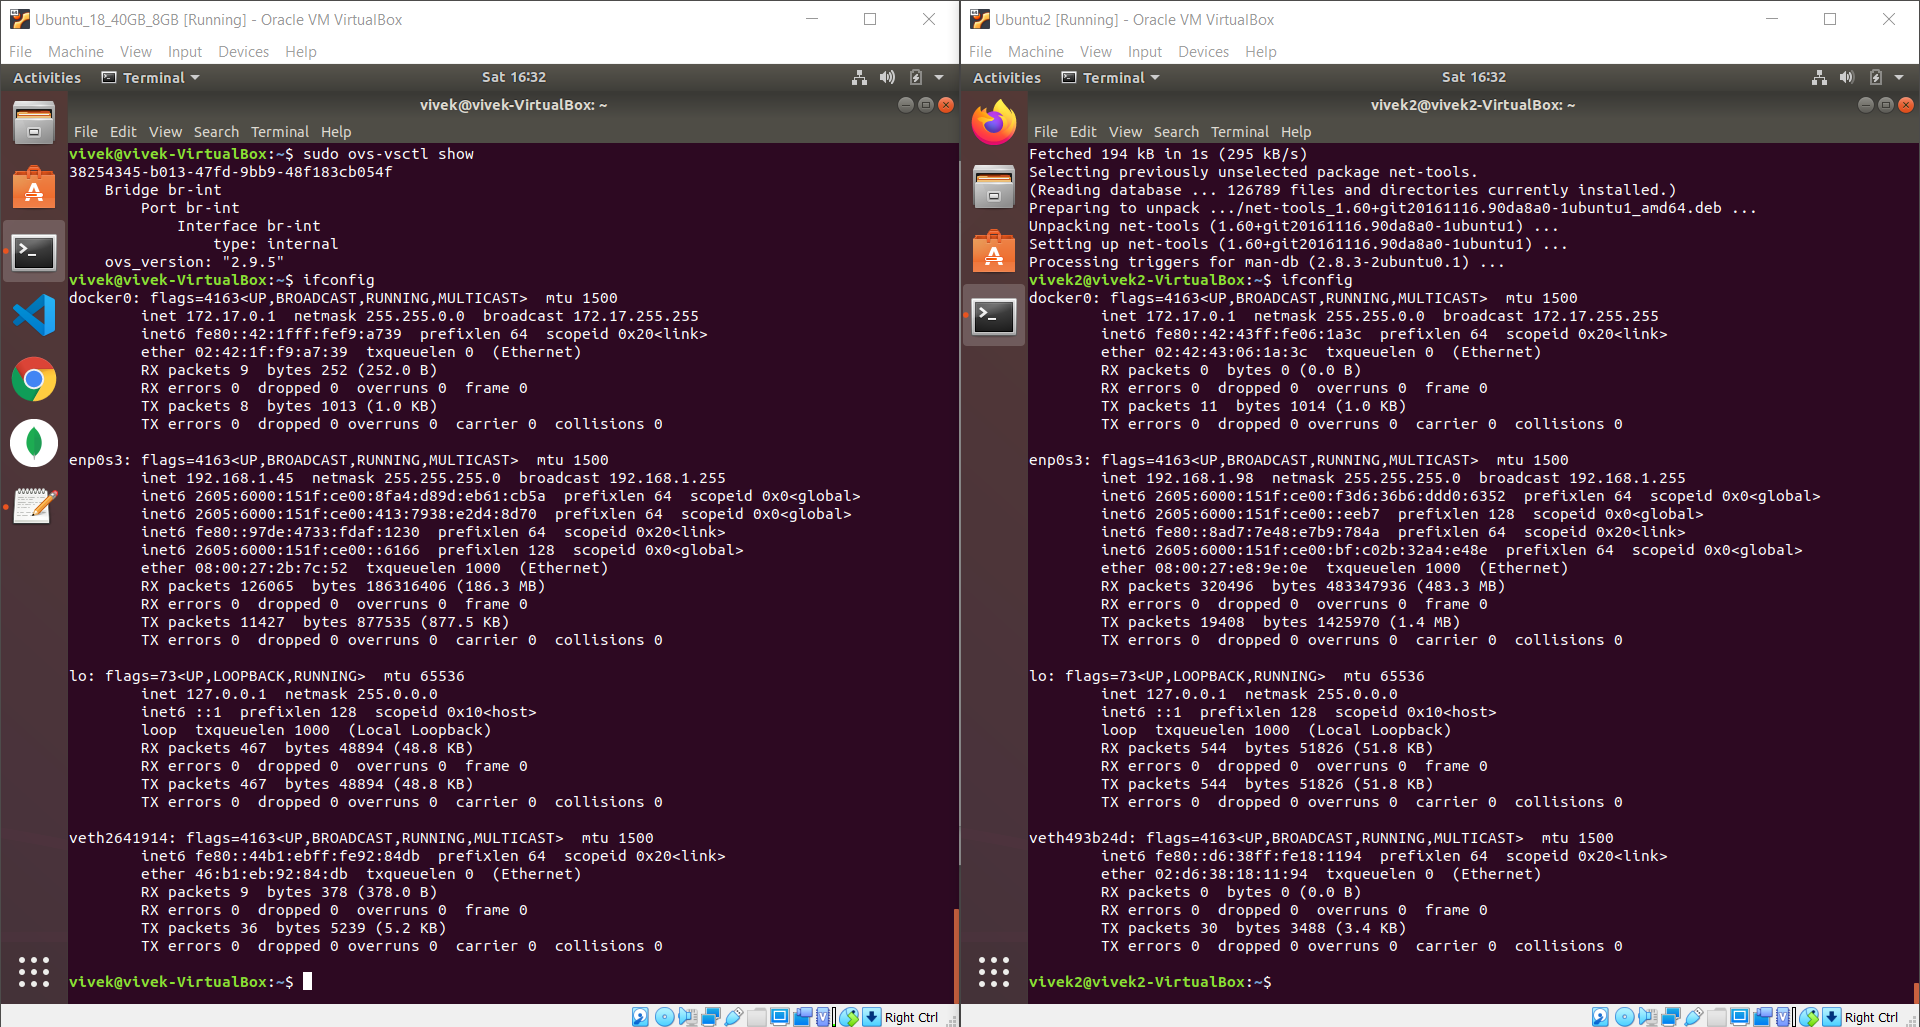 Ubuntu_18_40GB_8GB [Running] - Oracle VM VirtualBox
File Machine View Input Devices Help
Activities Terminal Sat 16:32
vivek@vivek-VirtualBox: ~
File Edit View Search Terminal Help
vivek@vivek-VirtualBox:~$ sudo ovs-vsctl show
38254345-b013-47fd-9bb9-48f183cb054f
    Bridge br-int
        Port br-int
            Interface br-int
                type: internal
    ovs_version: "2.9.5"
vivek@vivek-VirtualBox:~$ ifconfig
docker0: flags=4163<UP,BROADCAST,RUNNING,MULTICAST>  mtu 1500
        inet 172.17.0.1  netmask 255.255.0.0  broadcast 172.17.255.255
        inet6 fe80::42:1fff:fef9:a739  prefixlen 64  scopeid 0x20<link>
        ether 02:42:1f:f9:a7:39  txqueuelen 0  (Ethernet)
        RX packets 9  bytes 252 (252.0 B)
        RX errors 0  dropped 0  overruns 0  frame 0
        TX packets 8  bytes 1013 (1.0 KB)
        TX errors 0  dropped 0 overruns 0  carrier 0  collisions 0
enp0s3: flags=4163<UP,BROADCAST,RUNNING,MULTICAST>  mtu 1500
        inet 192.168.1.45  netmask 255.255.255.0  broadcast 192.168.1.255
        inet6 2605:6000:151f:ce00:8fa4:d89d:eb61:cb5a  prefixlen 64  scopeid 0x0<global>
        inet6 2605:6000:151f:ce00:413:7938:e2d4:8d70  prefixlen 64  scopeid 0x0<global>
        inet6 fe80::97de:4733:fdaf:1230  prefixlen 64  scopeid 0x20<link>
        inet6 2605:6000:151f:ce00::6166  prefixlen 128  scopeid 0x0<global>
        ether 08:00:27:2b:7c:52  txqueuelen 1000  (Ethernet)
        RX packets 126065  bytes 186316406 (186.3 MB)
        RX errors 0  dropped 0  overruns 0  frame 0
        TX packets 11427  bytes 877535 (877.5 KB)
        TX errors 0  dropped 0 overruns 0  carrier 0  collisions 0
lo: flags=73<UP,LOOPBACK,RUNNING>  mtu 65536
        inet 127.0.0.1  netmask 255.0.0.0
        inet6 ::1  prefixlen 128  scopeid 0x10<host>
        loop  txqueuelen 1000  (Local Loopback)
        RX packets 467  bytes 48894 (48.8 KB)
        RX errors 0  dropped 0  overruns 0  frame 0
        TX packets 467  bytes 48894 (48.8 KB)
        TX errors 0  dropped 0 overruns 0  carrier 0  collisions 0
veth2641914: flags=4163<UP,BROADCAST,RUNNING,MULTICAST>  mtu 1500
        inet6 fe80::44b1:ebff:fe92:84db  prefixlen 64  scopeid 0x20<link>
        ether 46:b1:eb:92:84:db  txqueuelen 0  (Ethernet)
        RX packets 9  bytes 378 (378.0 B)
        RX errors 0  dropped 0  overruns 0  frame 0
        TX packets 36  bytes 5239 (5.2 KB)
        TX errors 0  dropped 0 overruns 0  carrier 0  collisions 0
vivek@vivek-VirtualBox:~$
Right Ctrl
Ubuntu2 [Running] - Oracle VM VirtualBox
File Machine View Input Devices Help
Activities Terminal Sat 16:32
vivek2@vivek2-VirtualBox: ~
File Edit View Search Terminal Help
Fetched 194 kB in 1s (295 kB/s)
Selecting previously unselected package net-tools.
(Reading database ... 126789 files and directories currently installed.)
Preparing to unpack .../net-tools_1.60+git20161116.90da8a0-1ubuntu1_amd64.deb ...
Unpacking net-tools (1.60+git20161116.90da8a0-1ubuntu1) ...
Setting up net-tools (1.60+git20161116.90da8a0-1ubuntu1) ...
Processing triggers for man-db (2.8.3-2ubuntu0.1) ...
vivek2@vivek2-VirtualBox:~$ ifconfig
docker0: flags=4163<UP,BROADCAST,RUNNING,MULTICAST>  mtu 1500
        inet 172.17.0.1  netmask 255.255.0.0  broadcast 172.17.255.255
        inet6 fe80::42:43ff:fe06:1a3c  prefixlen 64  scopeid 0x20<link>
        ether 02:42:43:06:1a:3c  txqueuelen 0  (Ethernet)
        RX packets 0  bytes 0 (0.0 B)
        RX errors 0  dropped 0  overruns 0  frame 0
        TX packets 11  bytes 1014 (1.0 KB)
        TX errors 0  dropped 0 overruns 0  carrier 0  collisions 0
enp0s3: flags=4163<UP,BROADCAST,RUNNING,MULTICAST>  mtu 1500
        inet 192.168.1.98  netmask 255.255.255.0  broadcast 192.168.1.255
        inet6 2605:6000:151f:ce00:f3d6:36b6:ddd0:6352  prefixlen 64  scopeid 0x0<global>
        inet6 2605:6000:151f:ce00::eeb7  prefixlen 128  scopeid 0x0<global>
        inet6 fe80::8ad7:7e48:e7b9:784a  prefixlen 64  scopeid 0x20<link>
        inet6 2605:6000:151f:ce00:bf:c02b:32a4:e48e  prefixlen 64  scopeid 0x0<global>
        ether 08:00:27:e8:9e:0e  txqueuelen 1000  (Ethernet)
        RX packets 320496  bytes 483347936 (483.3 MB)
        RX errors 0  dropped 0  overruns 0  frame 0
        TX packets 19408  bytes 1425970 (1.4 MB)
        TX errors 0  dropped 0 overruns 0  carrier 0  collisions 0
lo: flags=73<UP,LOOPBACK,RUNNING>  mtu 65536
        inet 127.0.0.1  netmask 255.0.0.0
        inet6 ::1  prefixlen 128  scopeid 0x10<host>
        loop  txqueuelen 1000  (Local Loopback)
        RX packets 544  bytes 51826 (51.8 KB)
        RX errors 0  dropped 0  overruns 0  frame 0
        TX packets 544  bytes 51826 (51.8 KB)
        TX errors 0  dropped 0 overruns 0  carrier 0  collisions 0
veth493b24d: flags=4163<UP,BROADCAST,RUNNING,MULTICAST>  mtu 1500
        inet6 fe80::d6:38ff:fe18:1194  prefixlen 64  scopeid 0x20<link>
        ether 02:d6:38:18:11:94  txqueuelen 0  (Ethernet)
        RX packets 0  bytes 0 (0.0 B)
        RX errors 0  dropped 0  overruns 0  frame 0
        TX packets 30  bytes 3488 (3.4 KB)
        TX errors 0  dropped 0 overruns 0  carrier 0  collisions 0
vivek2@vivek2-VirtualBox:~$
Right Ctrl